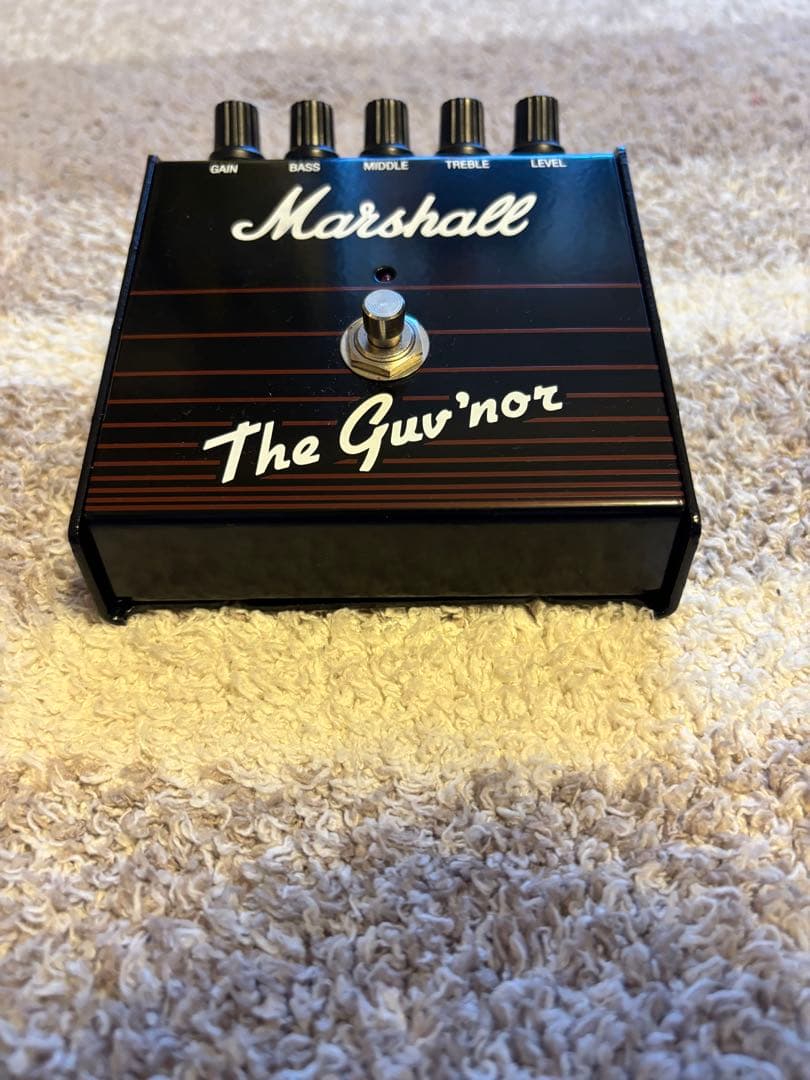 GAIN BASS MIDDLE TREBLE LEVEL
Marshall
The Guv'nor